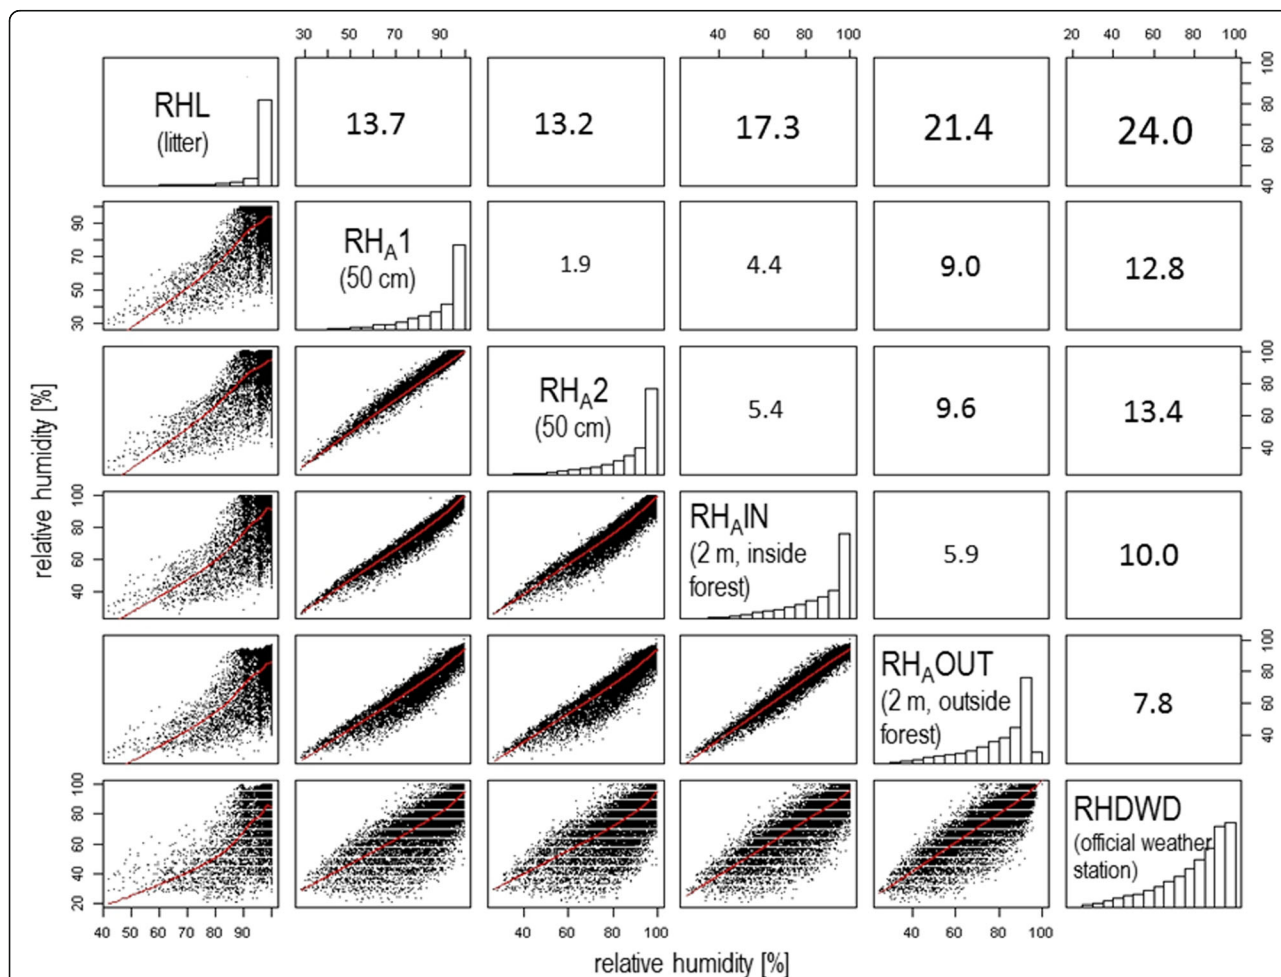 30 50 70 90 40 60 80 100 20 40 60 80 100
RHL
(litter)
13.7 13.2 17.3 21.4 24.0
40 60 80 100
30 50 70 90
RHA1
(50 cm)
1.9 4.4 9.0 12.8
RHA2
(50 cm)
5.4 9.6 13.4
40 60 80 100
relative humidity [%]
40 60 80 100
RHAIN
(2 m, inside
forest)
5.9 10.0
RHAOUT
(2 m, outside
forest)
7.8
40 60 80 100
20 40 60 80 100
RHDWD
(official weather
station)
40 50 60 70 80 90 40 60 80 100 40 60 80 100
relative humidity [%]